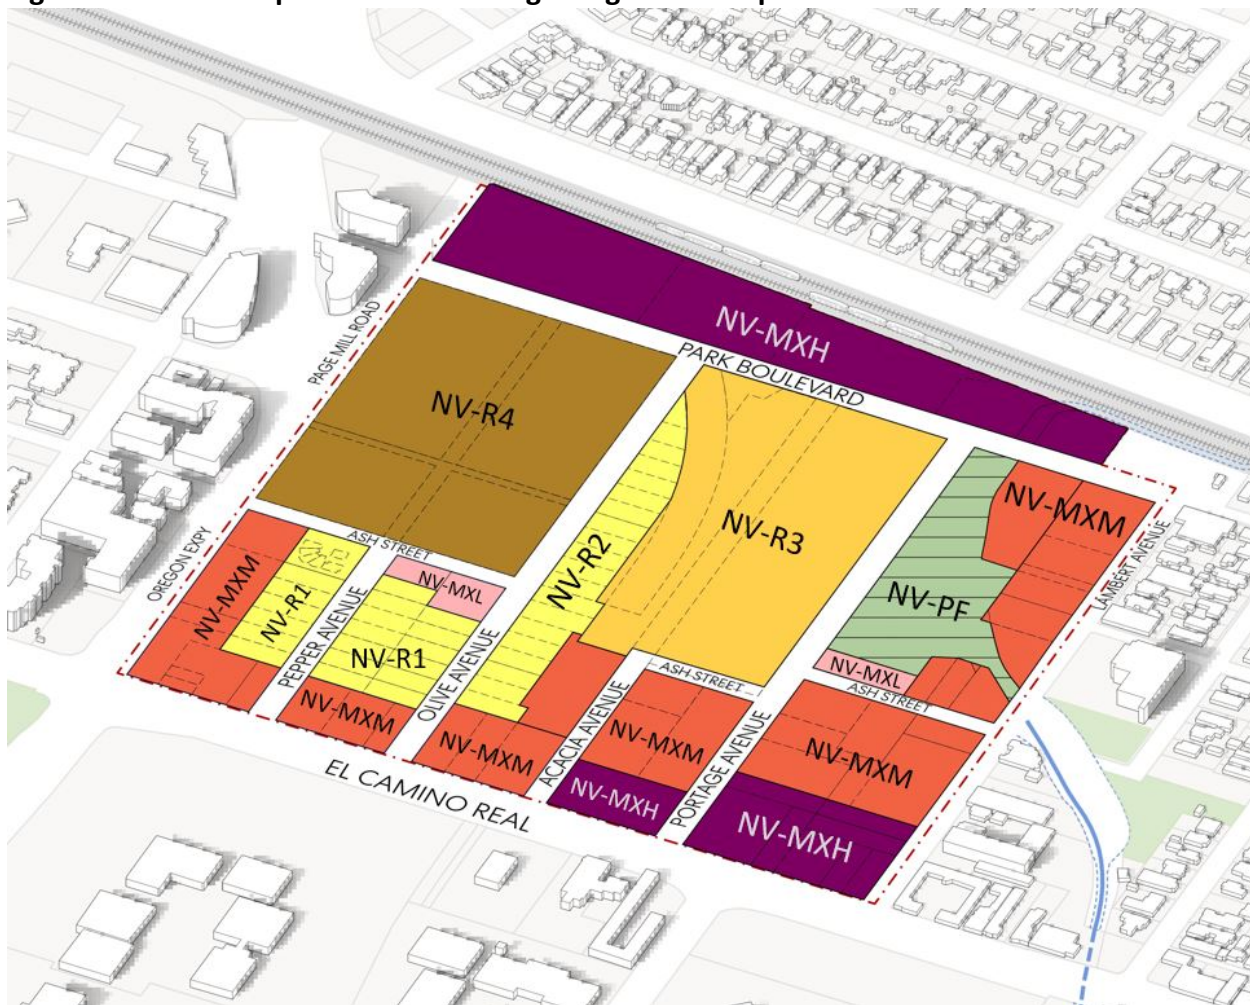 NV-MXH
PARK BOULEVARD
PAGE MILL ROAD
NV-R4
NV-MXM
NV-R3
LAMBERT AVENUE
NV-R2
ASH STREET
NV-MXL
OREGON EXPY
NV-MXM
NV-R1
PEPPER AVENUE
NV-R1
OLIVE AVENUE
NV-PF
NV-MXL
ASH STREET
ASH STREET
NV-MXM
NV-MXM
ACACIA AVENUE
NV-MXM
PORTAGE AVENUE
NV-MXM
EL CAMINO REAL
NV-MXH
NV-MXH